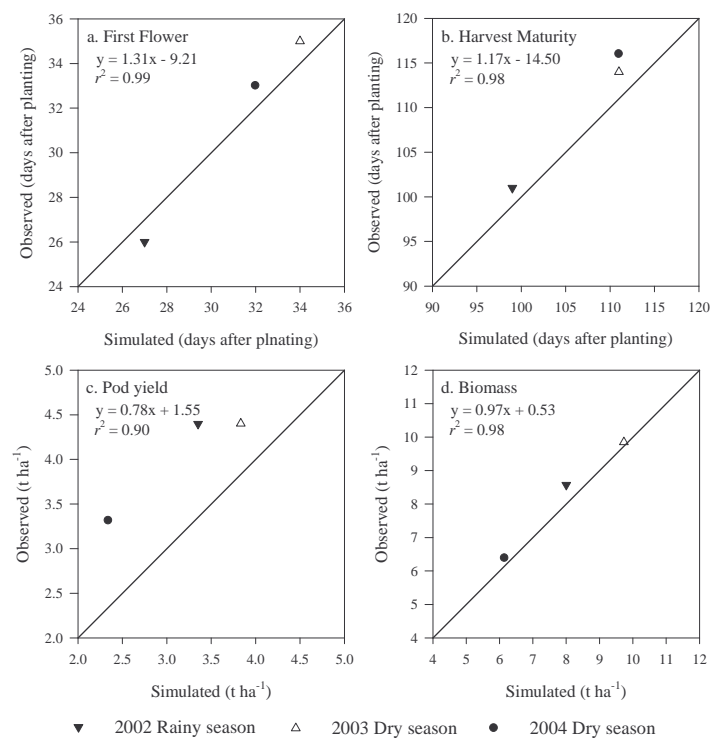 a. First Flower
y = 1.31x - 9.21
r² = 0.99
36
34
32
30
28
26
24
Observed (days after planting)
24 26 28 30 32 34 36
Simulated (days after plnating)
b. Harvest Maturity
y = 1.17x - 14.50
r² = 0.98
120
115
110
105
100
95
90
Observed (days after planting)
90 95 100 105 110 115 120
Simulated (days after planting)
c. Pod yield
y = 0.78x + 1.55
r² = 0.90
5.0
4.5
4.0
3.5
3.0
2.5
2.0
Observed (t ha⁻¹)
2.0 2.5 3.0 3.5 4.0 4.5 5.0
Simulated (t ha⁻¹)
d. Biomass
y = 0.97x + 0.53
r² = 0.98
12
11
10
9
8
7
6
5
4
Observed (t ha⁻¹)
4 5 6 7 8 9 10 11 12
Simulated (t ha⁻¹)
2002 Rainy season 2003 Dry season 2004 Dry season